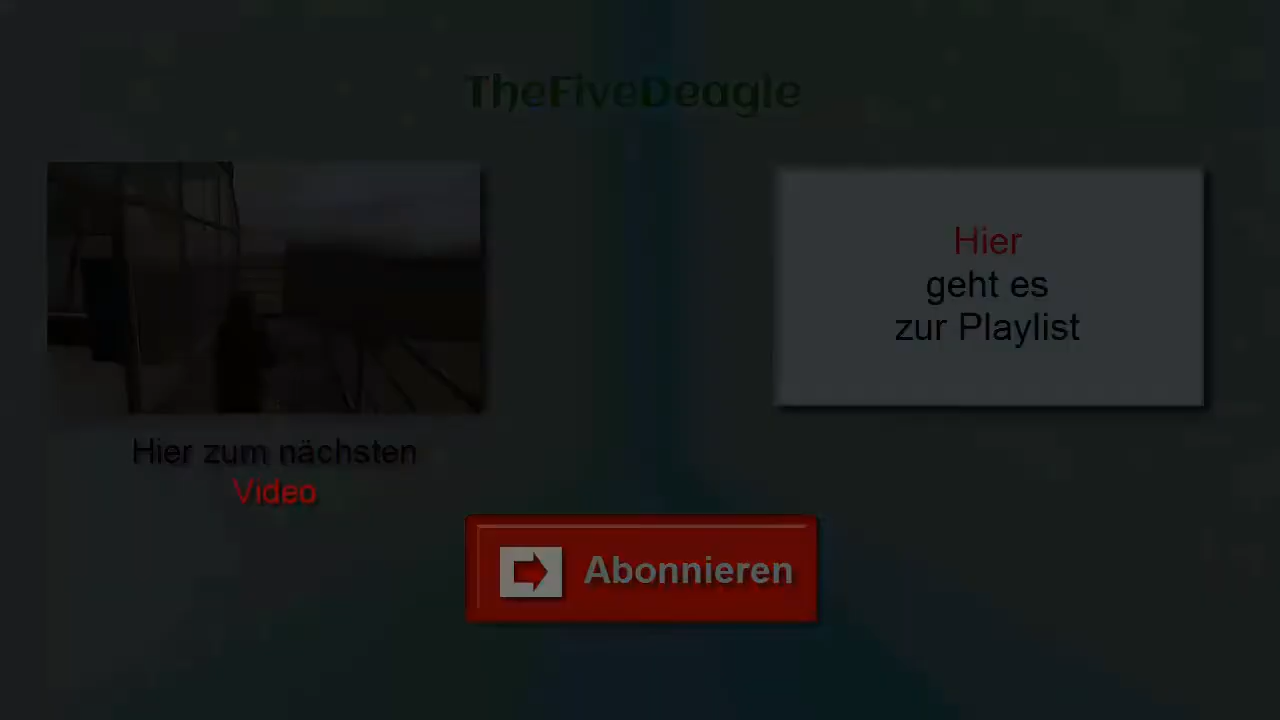 TheFiveDeagle
Hier
geht es
zur Playlist
Hier zum nächsten
Video
Abonnieren